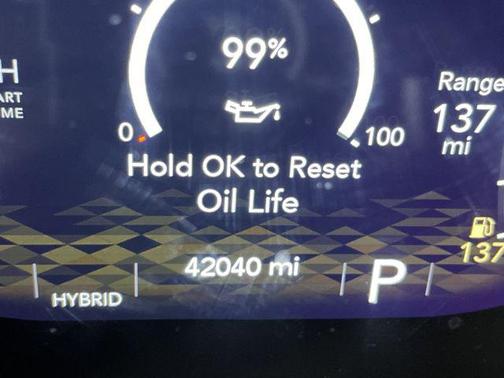 99%
Range
137
mi
0
100
Hold OK to Reset
Oil Life
42040 mi
P
137
HYBRID